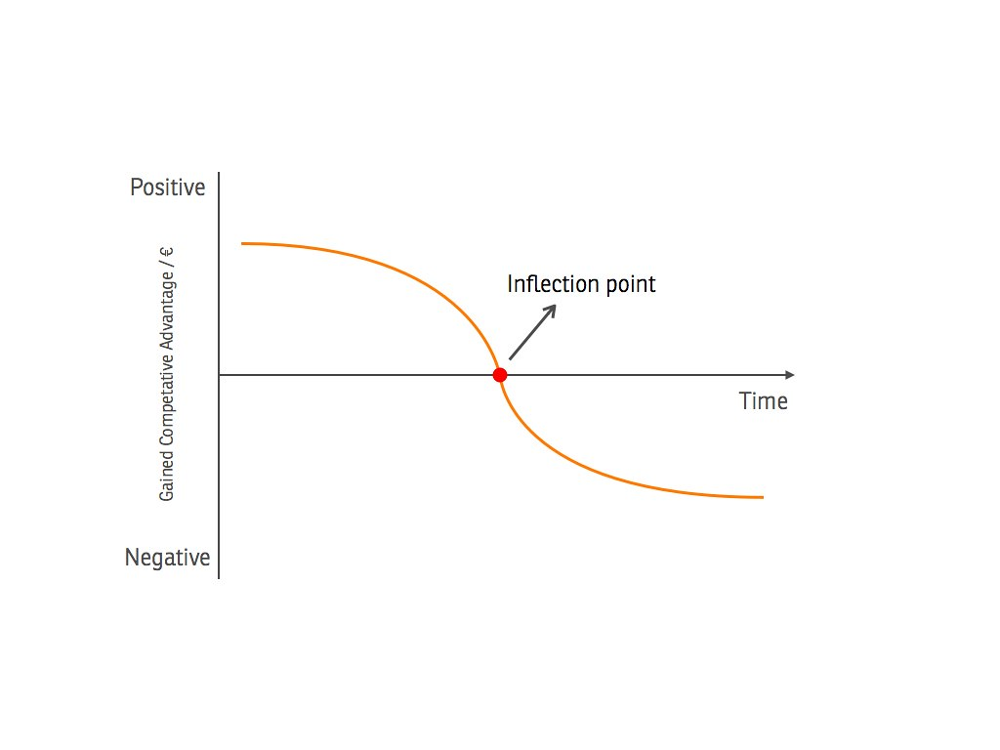 Positive
Gained Competative Advantage / €
Inflection point
Time
Negative